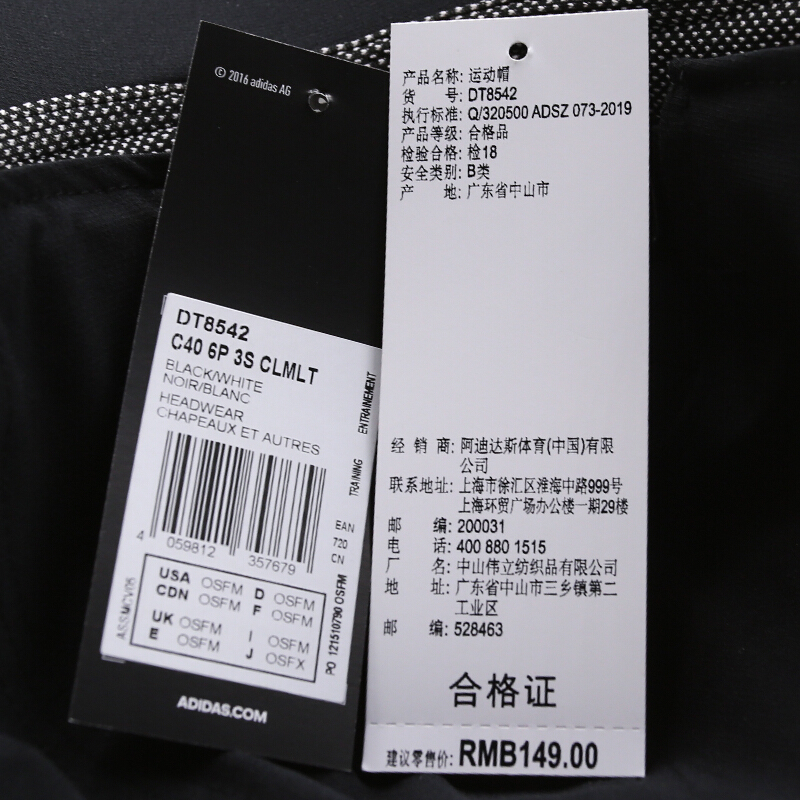 © 2016 adidas AG
DT8542
C40 6P 3S CLMLT
BLACK/WHITE
NOIR/BLANC
HEADWEAR
CHAPEAUX ET AUTRES
TRAINING ENTRAINEMENT
4 059812 357679
EAN
720
CN
USA OSFM D OSFM
CDN OSFM F OSFM
UK OSFM I OSFM
E OSFM J OSFX
ASSMCV05
PO 121510790 OSFM
ADIDAS.COM
产品名称: 运动帽
货 号: DT8542
执行标准: Q/320500 ADSZ 073-2019
产品等级: 合格品
检验合格: 检18
安全类别: B类
产 地: 广东省中山市
经 销 商: 阿迪达斯体育(中国)有限
公司
联系地址: 上海市徐汇区淮海中路999号
上海环贸广场办公楼一期29楼
邮 编: 200031
电 话: 400 880 1515
厂 名: 中山伟立纺织品有限公司
地 址: 广东省中山市三乡镇第二
工业区
邮 编: 528463
合格证
建议零售价: RMB149.00